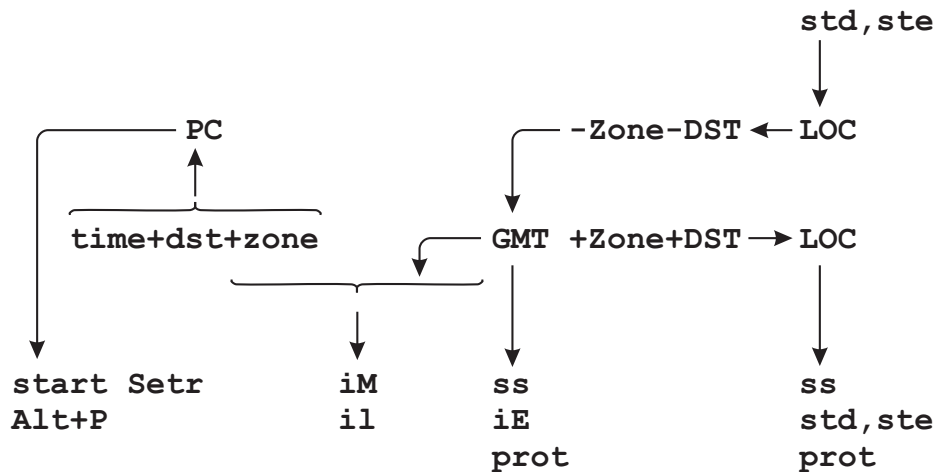 std,ste
PC -Zone-DST LOC
time+dst+zone GMT +Zone+DST LOC
start Setr iM ss ss
Alt+P il iE std,ste
prot prot